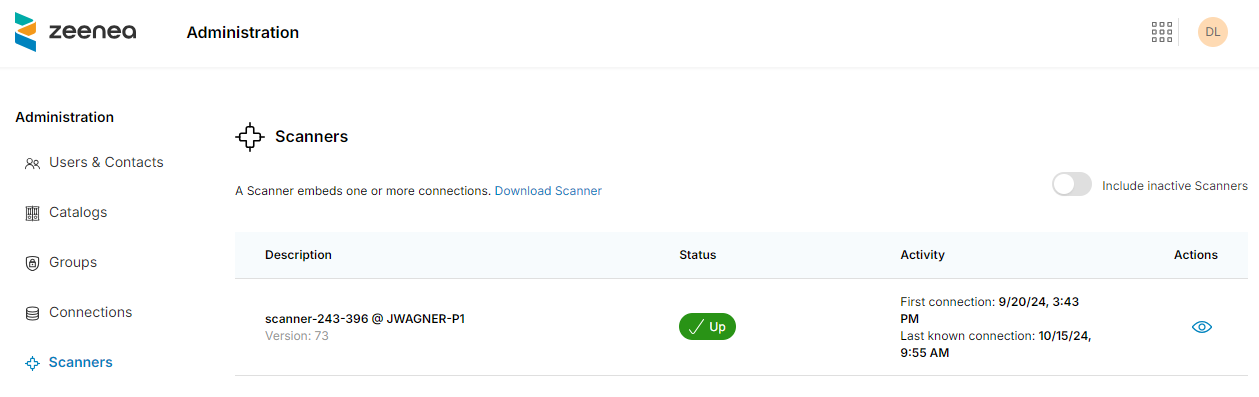 zeenea
Administration
DL
Administration
Users & Contacts
Catalogs
Groups
Connections
Scanners
Scanners
A Scanner embeds one or more connections. Download Scanner
Include inactive Scanners
Description Status Activity Actions
scanner-243-396 @ JWAGNER-P1
Version: 73
Up
First connection: 9/20/24, 3:43
PM
Last known connection: 10/15/24,
9:55 AM